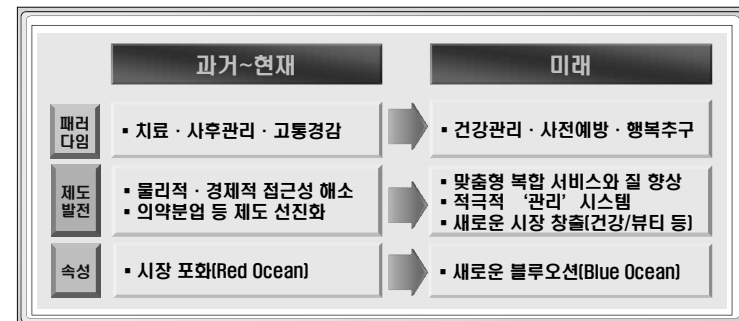 과거~현재
미래
패러
다임
▪ 치료 · 사후관리 · 고통경감
▪ 건강관리 · 사전예방 · 행복추구
제도
발전
▪ 물리적 · 경제적 접근성 해소
▪ 의약분업 등 제도 선진화
▪ 맞춤형 복합 서비스와 질 향상
▪ 적극적 ‘관리’ 시스템
▪ 새로운 시장 창출(건강/뷰티 등)
속성
▪ 시장 포화(Red Ocean)
▪ 새로운 블루오션(Blue Ocean)